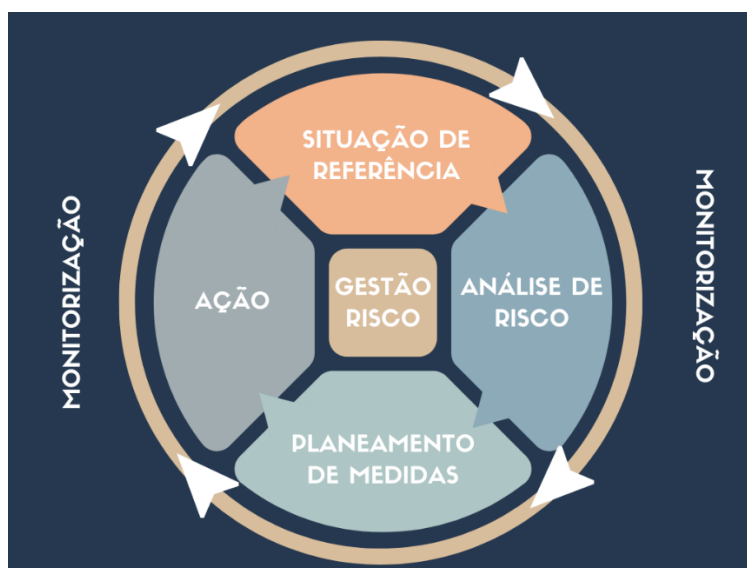 SITUAÇÃO DE
REFERÊNCIA
MONITORIZAÇÃO
AÇÃO
GESTÃO
RISCO
ANÁLISE DE
RISCO
MONITORIZAÇÃO
PLANEAMENTO
DE MEDIDAS